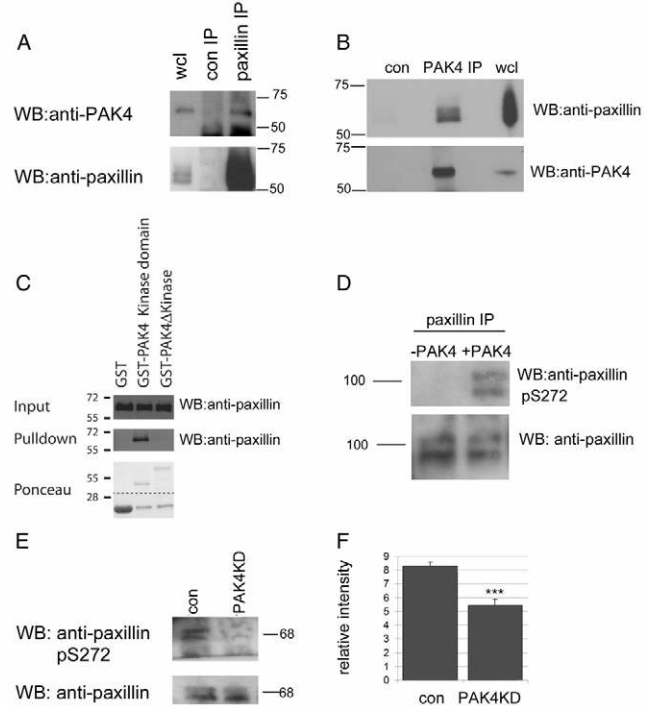 A
wcl
con IP
paxillin IP
WB:anti-PAK4
75
50
WB:anti-paxillin
75
50
B
con PAK4 IP wcl
75
50
WB:anti-paxillin
75
50
WB:anti-PAK4
C
GST
GST-PAK4 Kinase domain
GST-PAK4ΔKinase
Input
72
55
WB:anti-paxillin
Pulldown
72
55
WB:anti-paxillin
Ponceau
55
28
D
paxillin IP
-PAK4 +PAK4
100
WB:anti-paxillin
pS272
100
WB: anti-paxillin
E
con
PAK4KD
WB: anti-paxillin
pS272
68
WB: anti-paxillin
68
F
relative intensity
9
8
7
6
5
4
3
2
1
0
***
con PAK4KD